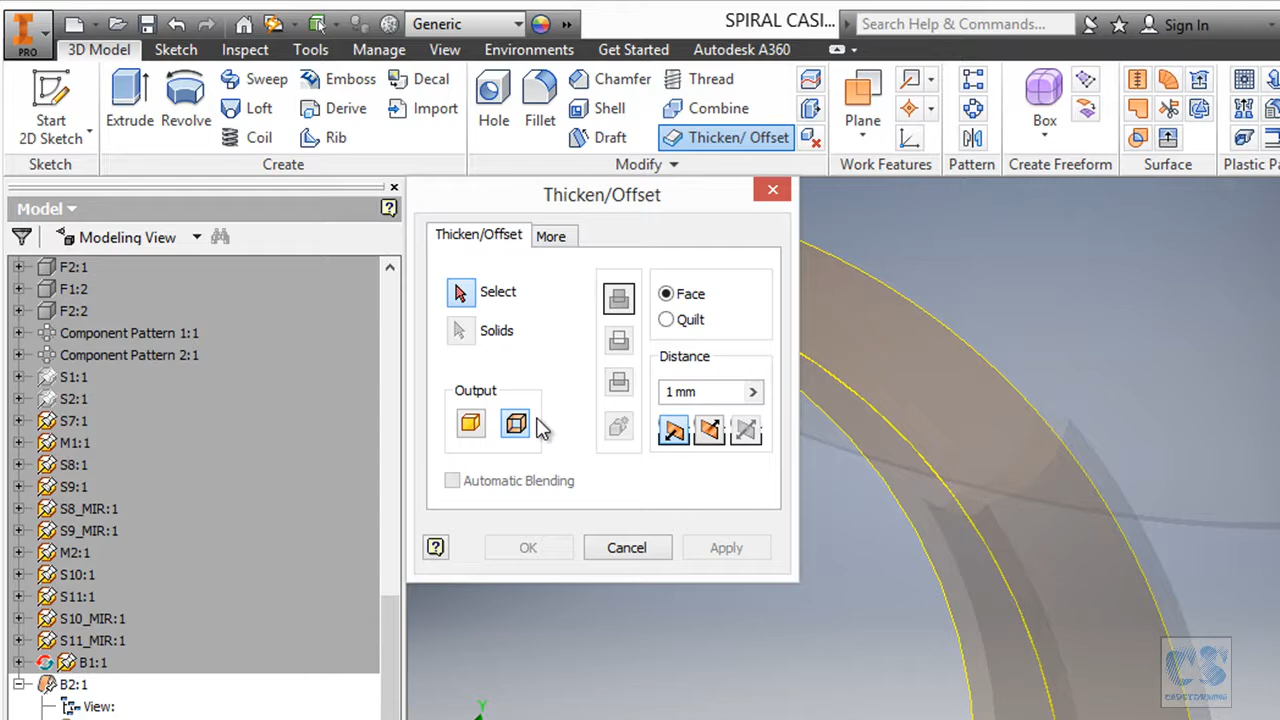 I
PRO
Generic
SPIRAL CASI...
Search Help & Commands...
Sign In
3D Model
Sketch
Inspect
Tools
Manage
View
Environments
Get Started
Autodesk A360
Start
2D Sketch
Extrude
Revolve
Sweep
Loft
Coil
Emboss
Derive
Rib
Decal
Import
Hole
Fillet
Chamfer
Shell
Draft
Thread
Combine
Thicken/ Offset
Plane
Box
Sketch
Create
Modify
Work Features
Pattern
Create Freeform
Surface
Plastic Pa
Model
Modeling View
F2:1
F1:2
F2:2
Component Pattern 1:1
Component Pattern 2:1
S1:1
S2:1
S7:1
M1:1
S8:1
S9:1
S8_MIR:1
S9_MIR:1
M2:1
S10:1
S11:1
S10_MIR:1
S11_MIR:1
B1:1
B2:1
View:
Thicken/Offset
Thicken/Offset
More
Select
Solids
Output
Automatic Blending
Face
Quilt
Distance
1 mm
OK
Cancel
Apply
Y
CS